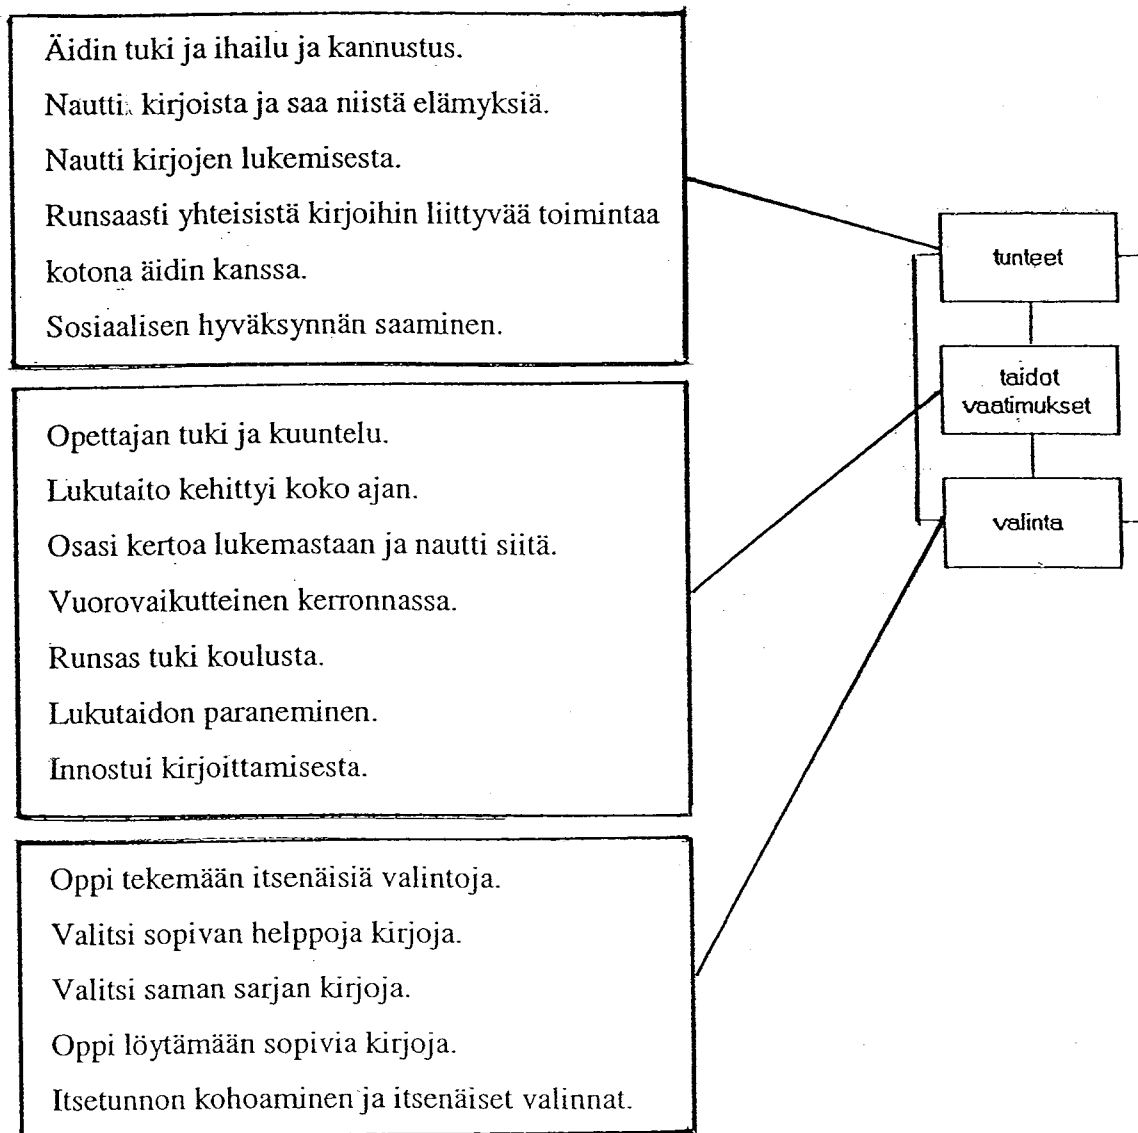 Äidin tuki ja ihailu ja kannustus.
Nautti kirjoista ja saa niistä elämyksiä.
Nautti kirjojen lukemisesta.
Runsaasti yhteisistä kirjoihin liittyvää toimintaa
kotona äidin kanssa.
Sosiaalisen hyväksynnän saaminen.
Opettajan tuki ja kuuntelu.
Lukutaito kehittyi koko ajan.
Osasi kertoa lukemastaan ja nautti siitä.
Vuorovaikutteinen kerronnassa.
Runsas tuki koulusta.
Lukutaidon paraneminen.
Innostui kirjoittamisesta.
Oppi tekemään itsenäisiä valintoja.
Valitsi sopivan helppoja kirjoja.
Valitsi saman sarjan kirjoja.
Oppi löytämään sopivia kirjoja.
Itsetunnon kohoaminen ja itsenäiset valinnat.
tunteet
taidot
vaatimukset
valinta